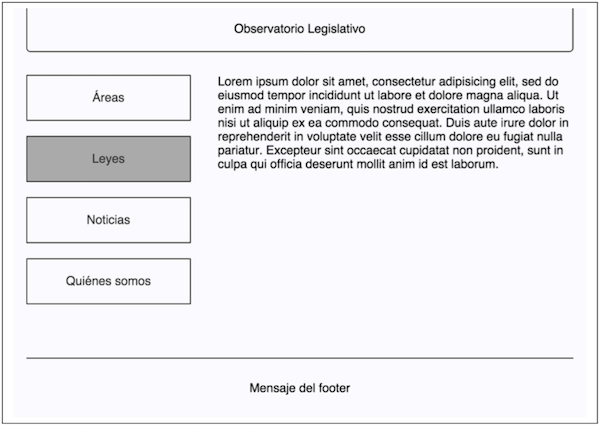 Observatorio Legislativo
Áreas
Leyes
Noticias
Quiénes somos
Lorem ipsum dolor sit amet, consectetur adipisicing elit, sed do
eiusmod tempor incididunt ut labore et dolore magna aliqua. Ut
enim ad minim veniam, quis nostrud exercitation ullamco laboris
nisi ut aliquip ex ea commodo consequat. Duis aute irure dolor in
reprehenderit in voluptate velit esse cillum dolore eu fugiat nulla
pariatur. Excepteur sint occaecat cupidatat non proident, sunt in
culpa qui officia deserunt mollit anim id est laborum.
Mensaje del footer